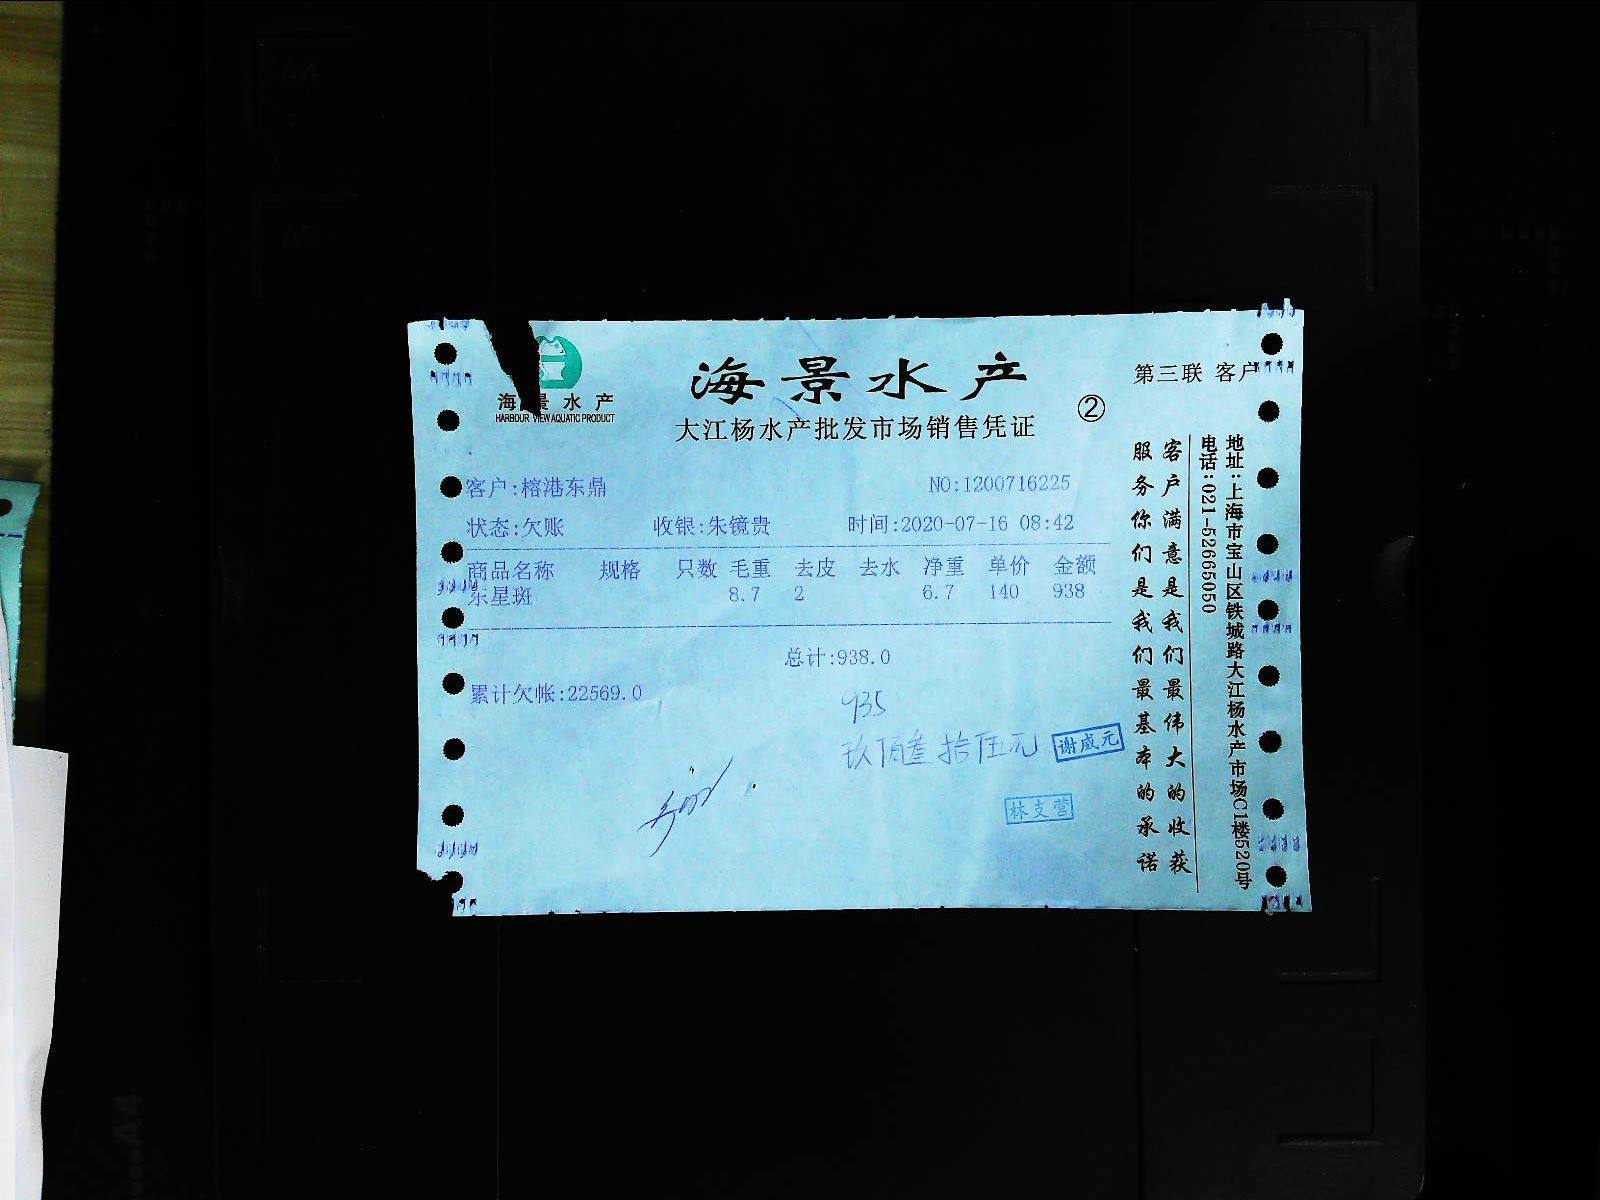 海景水产
HARBOUR VIEW AQUATIC PRODUCT
海景水产
大江杨水产批发市场销售凭证
②
第三联 客户
客户:榕港东鼎 NO:1200716225
状态:欠账 收银:朱镜贵 时间:2020-07-16 08:42
商品名称 规格 只数 毛重 去皮 去水 净重 单价 金额
东星斑 8.7 2 6.7 140 938
总计:938.0
累计欠帐:22569.0
935
玖佰叁拾伍元
谢威元
林支营
客户满意是我们最伟大的收获
服务你们是我们最基本的承诺
地址:上海市宝山区铁城路大江杨水产市场C1楼520号
电话:021-52665050
A4